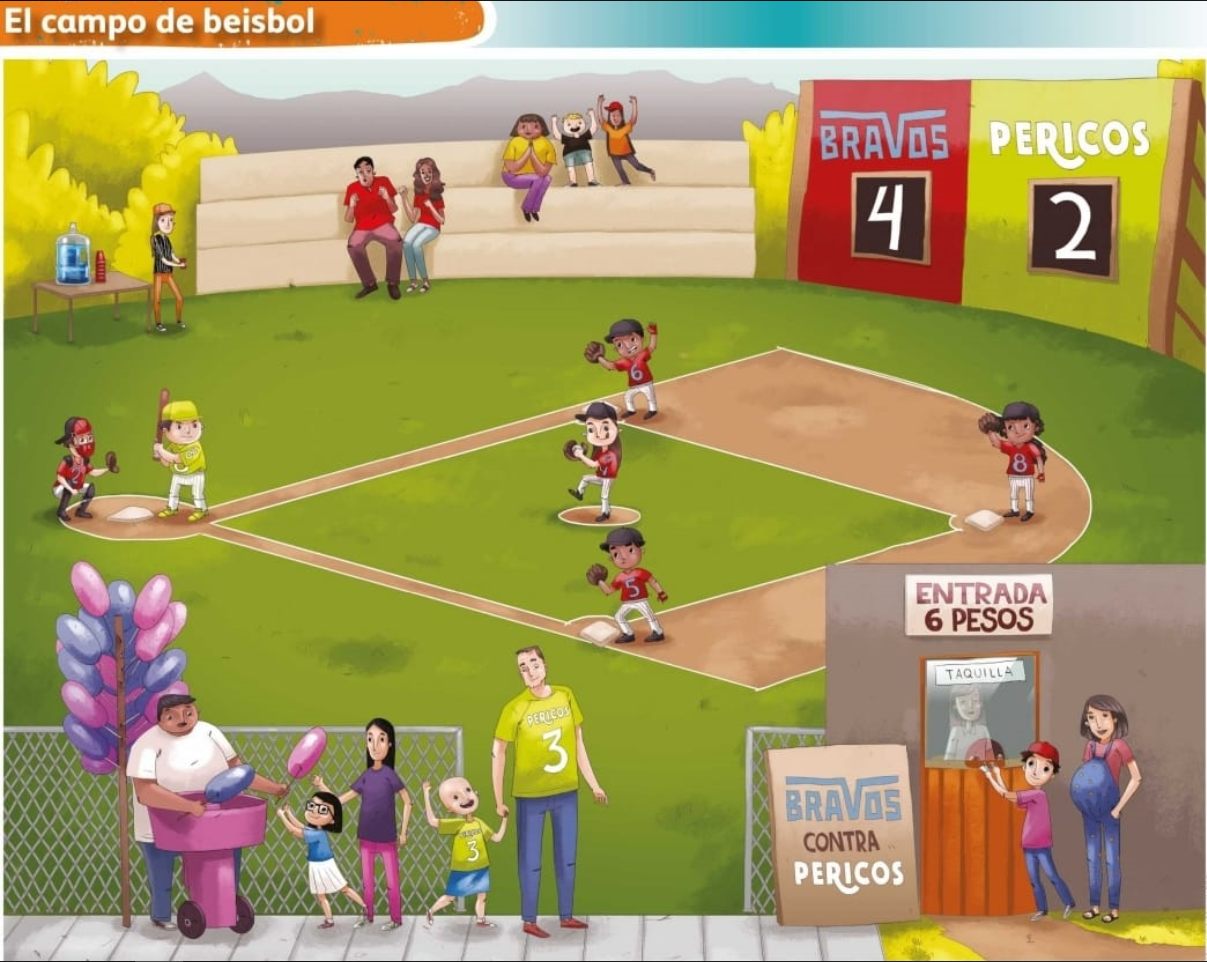 El campo de beisbol
BRAVOS
PERICOS
4
2
6
2
8
5
ENTRADA
6 PESOS
TAQUILLA
PERICOS
3
3
BRAVOS
CONTRA
PERICOS